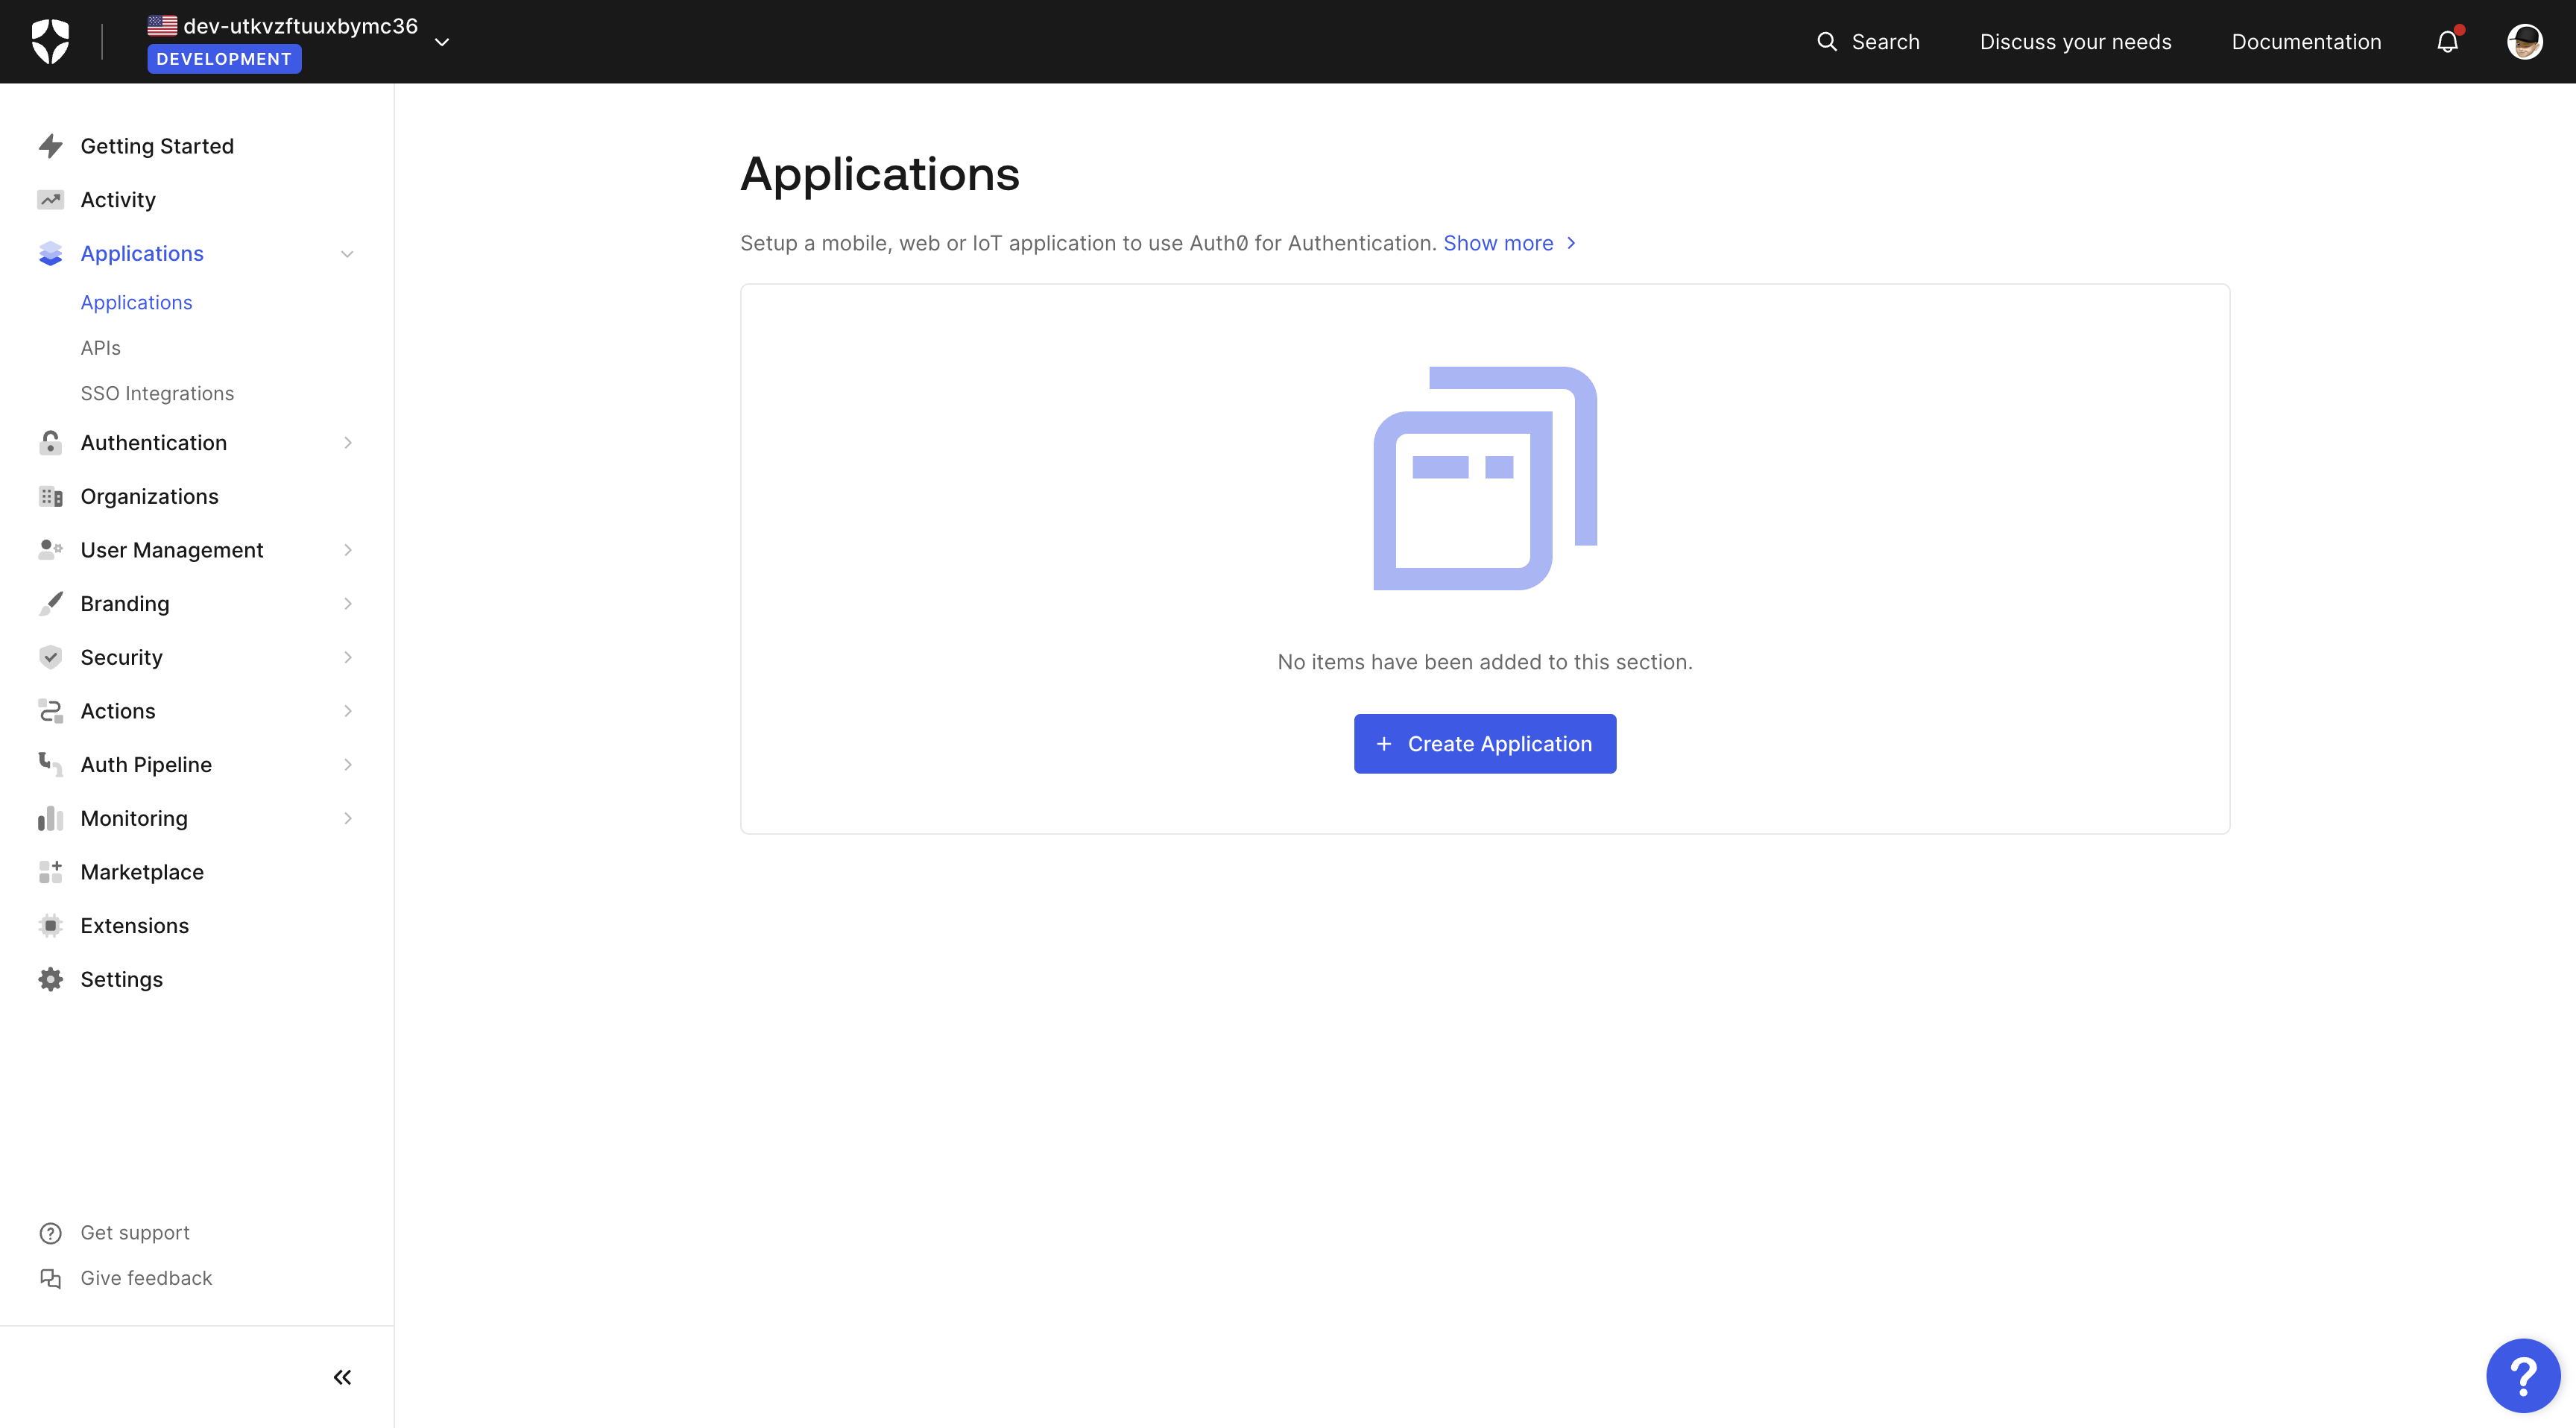 dev-utkvzftuuxbymc36
DEVELOPMENT
Search
Discuss your needs
Documentation
Getting Started
Activity
Applications
Applications
APIs
SSO Integrations
Authentication
Organizations
User Management
Branding
Security
Actions
Auth Pipeline
Monitoring
Marketplace
Extensions
Settings
Get support
Give feedback
Applications
Setup a mobile, web or IoT application to use Auth0 for Authentication. Show more
No items have been added to this section.
+ Create Application
?